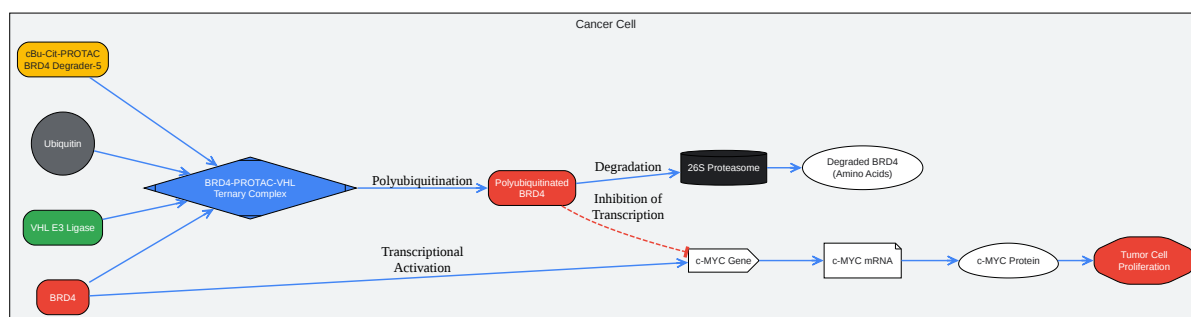 Cancer Cell
cBu-Cit-PROTAC
BRD4 Degrader-5
Ubiquitin
VHL E3 Ligase
BRD4
BRD4-PROTAC-VHL
Ternary Complex
Polyubiquitination
Polyubiquitinated
BRD4
Degradation
26S Proteasome
Degraded BRD4
(Amino Acids)
Inhibition of
Transcription
Transcriptional
Activation
c-MYC Gene
c-MYC mRNA
c-MYC Protein
Tumor Cell
Proliferation